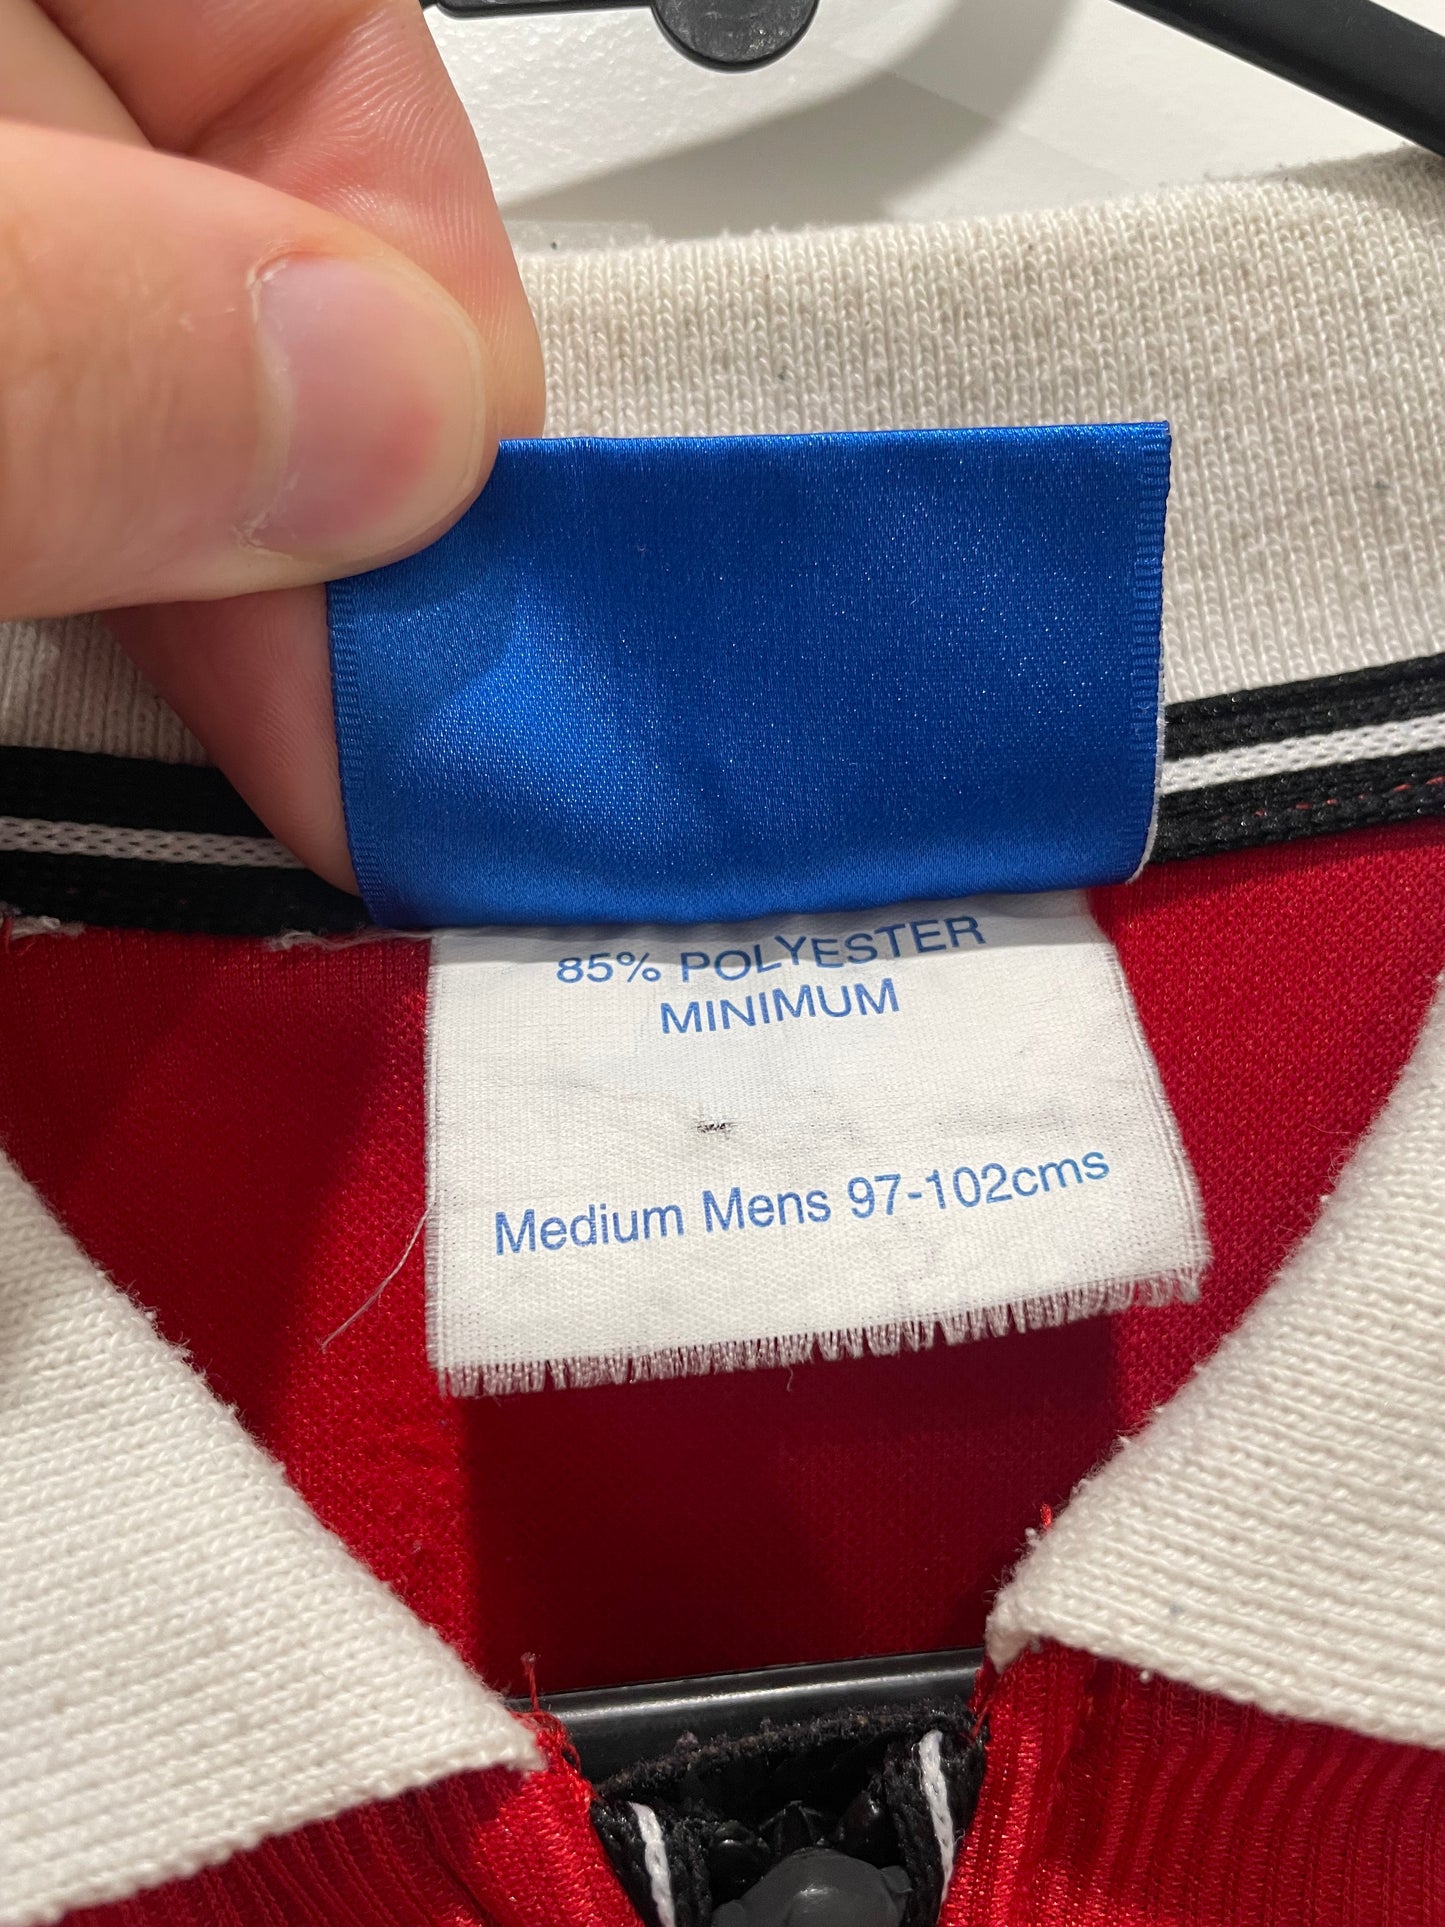 85% POLYESTER
MINIMUM
Medium Mens 97-102cms